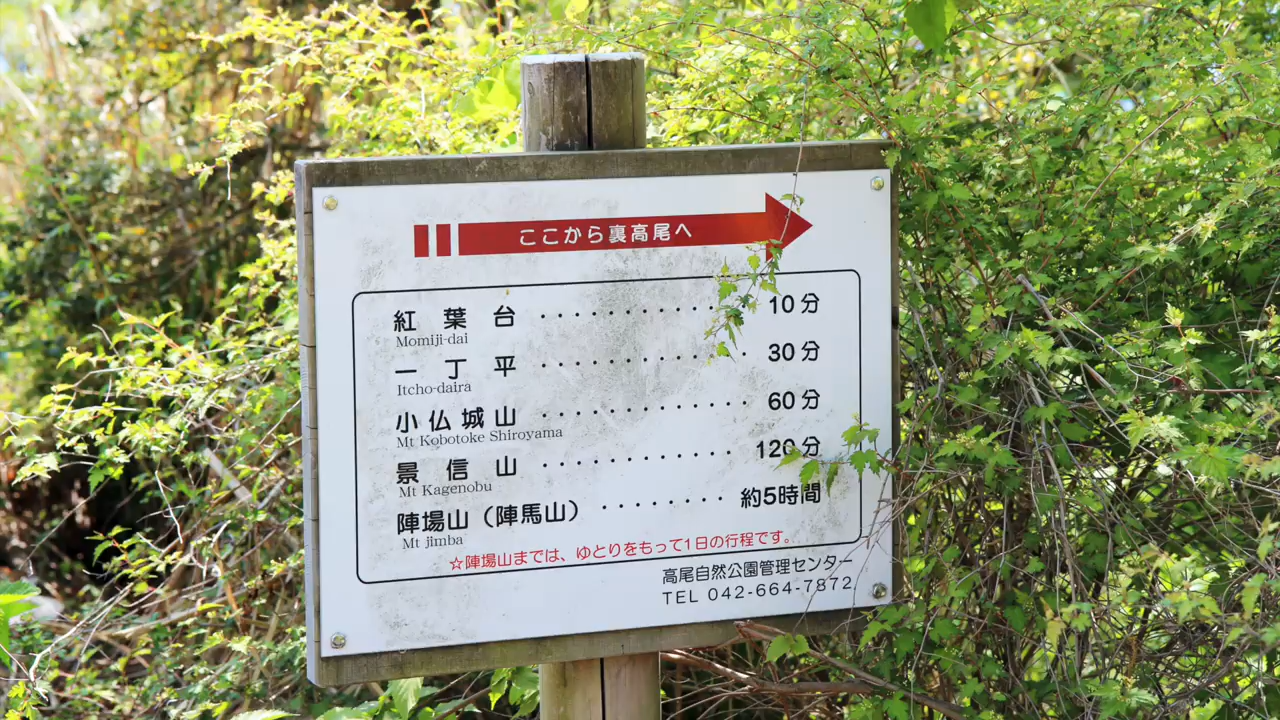 ここから裏高尾へ
紅葉台 ・・・・・・・・・・・ 10分
Momiji-dai
一丁平 ・・・・・・・・・・・・ 30分
Itcho-daira
小仏城山 ・・・・・・・・・・・・ 60分
Mt Kobotoke Shiroyama
景信山 ・・・・・・・・・・・ 120分
Mt Kagenobu
陣場山(陣馬山) ・・・・・・・ 約5時間
Mt jimba
☆陣場山までは、ゆとりをもって1日の行程です。
高尾自然公園管理センター
TEL 042-664-7872